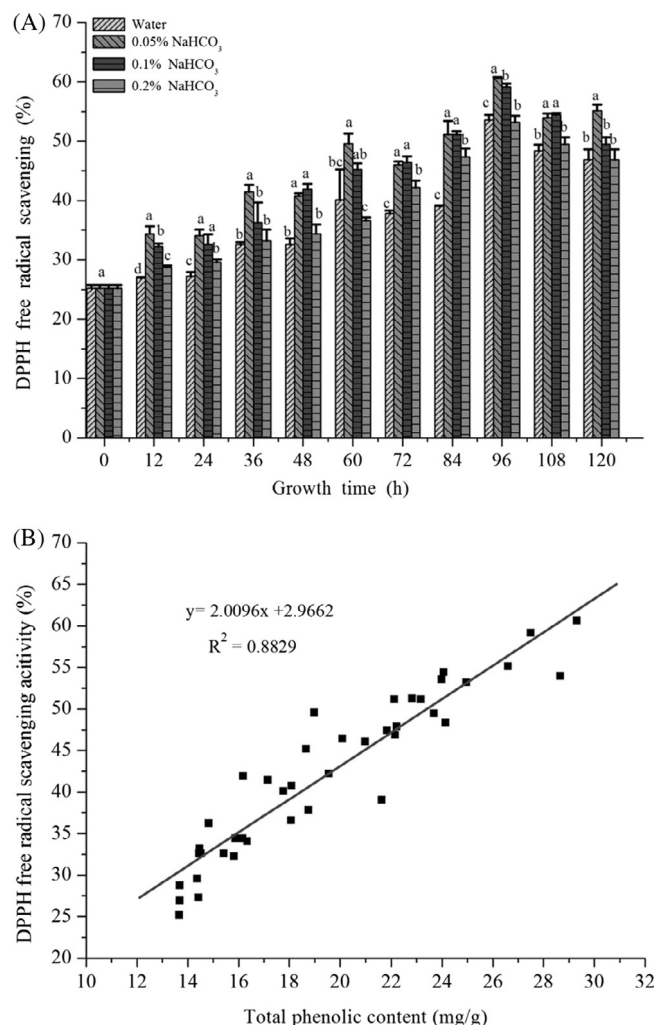 (A)
70
60
50
40
30
20
10
0
DPPH free radical scavenging (%)
Water
0.05% NaHCO₃
0.1% NaHCO₃
0.2% NaHCO₃
a
d a b c
c a a b
b a b b
b a a b
bc a ab c
c a a b
c a a b
c a b b
b a a b
b a b b
0 12 24 36 48 60 72 84 96 108 120
Growth time (h)
(B)
70
65
60
55
50
45
40
35
30
25
20
DPPH free radical scavenging acitivity (%)
y= 2.0096x +2.9662
R² = 0.8829
10 12 14 16 18 20 22 24 26 28 30 32
Total phenolic content (mg/g)